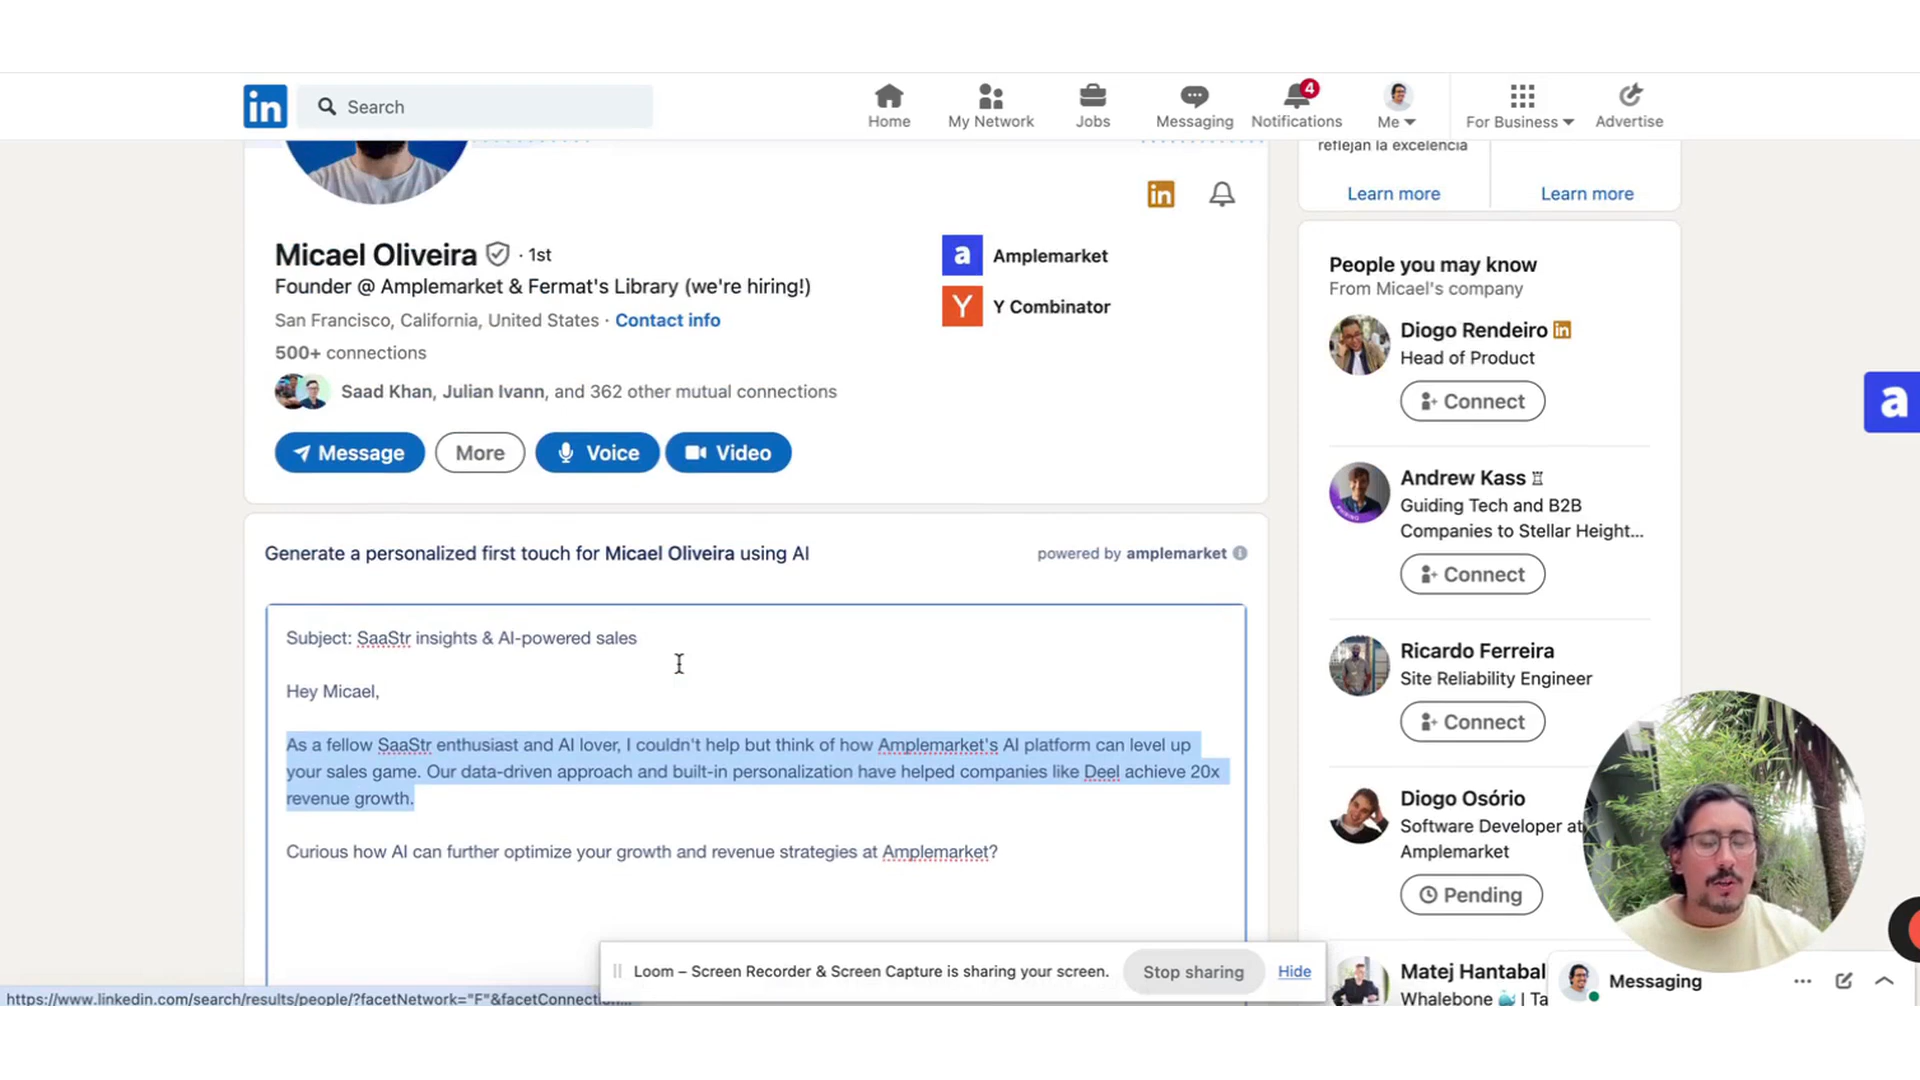 in
Search
Home
My Network
Jobs
Messaging
4
Notifications
Me
For Business
Advertise
reflejan la excelencia
Learn more
Learn more
in
Micael Oliveira · 1st
Founder @ Amplemarket & Fermat's Library (we're hiring!)
San Francisco, California, United States · Contact info
500+ connections
Saad Khan, Julian Ivann, and 362 other mutual connections
Message
More
Voice
Video
a Amplemarket
Y Y Combinator
People you may know
From Micael's company
Diogo Rendeiro in
Head of Product
Connect
Andrew Kass
Guiding Tech and B2B
Companies to Stellar Height...
Connect
Ricardo Ferreira
Site Reliability Engineer
Connect
Diogo Osório
Software Developer at
Amplemarket
Pending
Matej Hantabal
Whalebone | Ta
a
Generate a personalized first touch for Micael Oliveira using AI
powered by amplemarket
Subject: SaaStr insights & AI-powered sales
Hey Micael,
As a fellow SaaStr enthusiast and AI lover, I couldn't help but think of how Amplemarket's AI platform can level up
your sales game. Our data-driven approach and built-in personalization have helped companies like Deel achieve 20x
revenue growth.
Curious how AI can further optimize your growth and revenue strategies at Amplemarket?
Loom – Screen Recorder & Screen Capture is sharing your screen.
Stop sharing
Hide
Messaging
https://www.linkedin.com/search/results/people/?facetNetwork="F"&facetConnection...